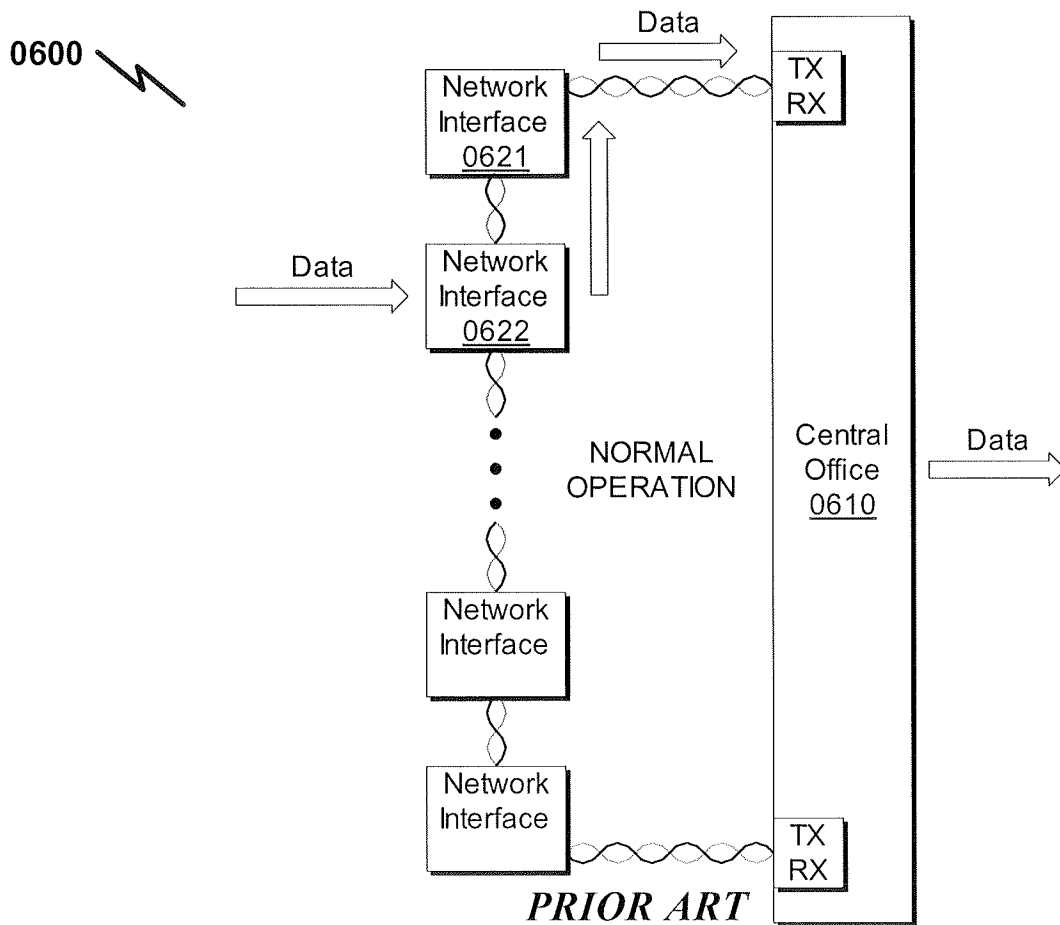 0600
Data
Network
Interface
0621
TX
RX
Data
Network
Interface
0622
NORMAL
OPERATION
Central
Office
0610
Data
Network
Interface
Network
Interface
TX
RX
PRIOR ART